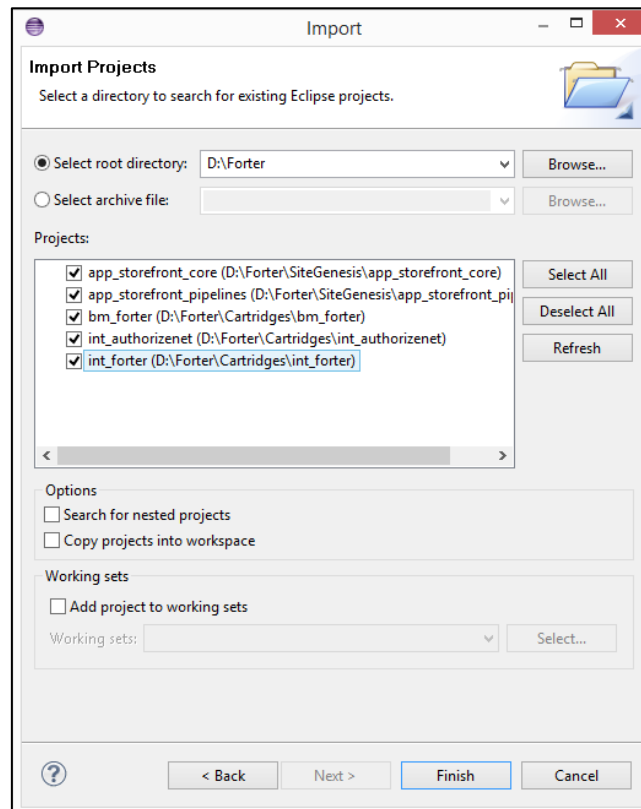 Import
Import Projects
Select a directory to search for existing Eclipse projects.
Select root directory: D:\Forter Browse...
Select archive file: Browse...
Projects:
app_storefront_core (D:\Forter\SiteGenesis\app_storefront_core) Select All
app_storefront_pipelines (D:\Forter\SiteGenesis\app_storefront_pip
bm_forter (D:\Forter\Cartridges\bm_forter) Deselect All
int_authorizenet (D:\Forter\Cartridges\int_authorizenet)
int_forter (D:\Forter\Cartridges\int_forter) Refresh
Options
Search for nested projects
Copy projects into workspace
Working sets
Add project to working sets
Working sets: Select...
? < Back Next > Finish Cancel